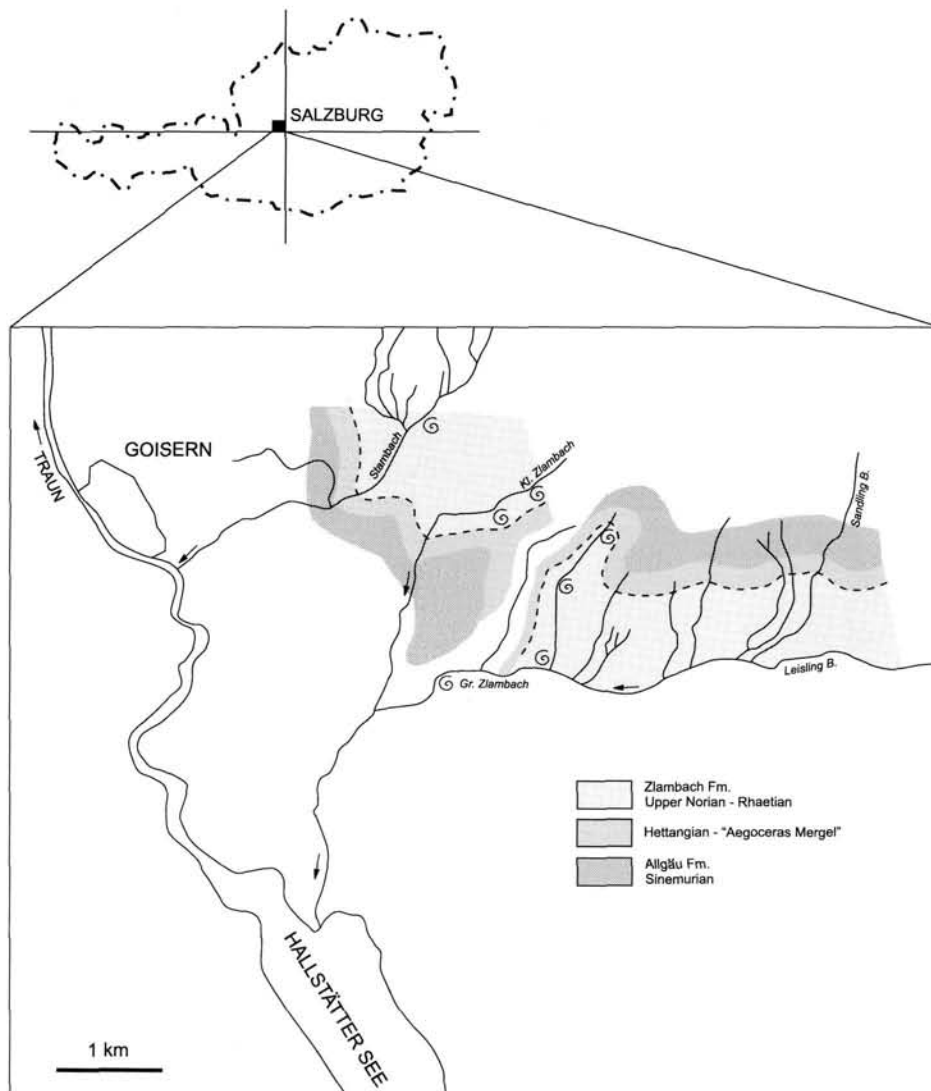 SALZBURG
GOISERN
TRAUN
Stambach
Kl. Zlambach
Sandling B.
Gr. Zlambach
Leisling B.
Zlambach Fm.
Upper Norian - Rhaetian
Hettangian - "Aegoceras Mergel"
Allgäu Fm.
Sinemurian
HALLSTÄTTER SEE
1 km